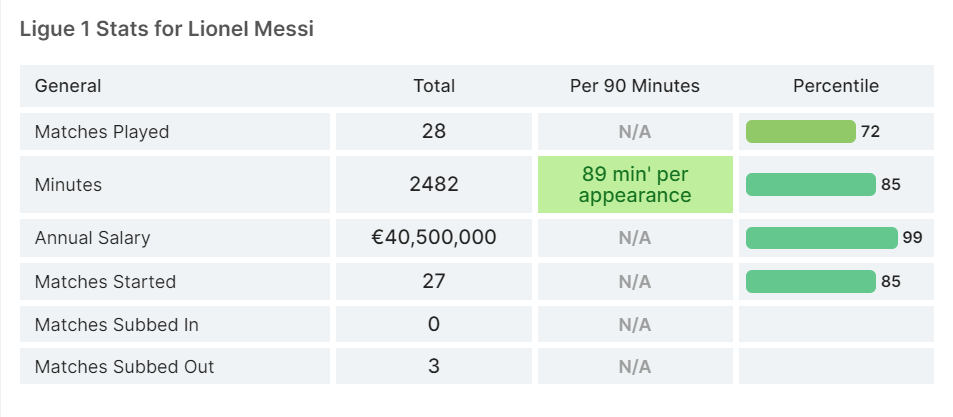 Ligue 1 Stats for Lionel Messi
General Total Per 90 Minutes Percentile
Matches Played 28 N/A 72
Minutes 2482 89 min' per appearance 85
Annual Salary €40,500,000 N/A 99
Matches Started 27 N/A 85
Matches Subbed In 0 N/A
Matches Subbed Out 3 N/A